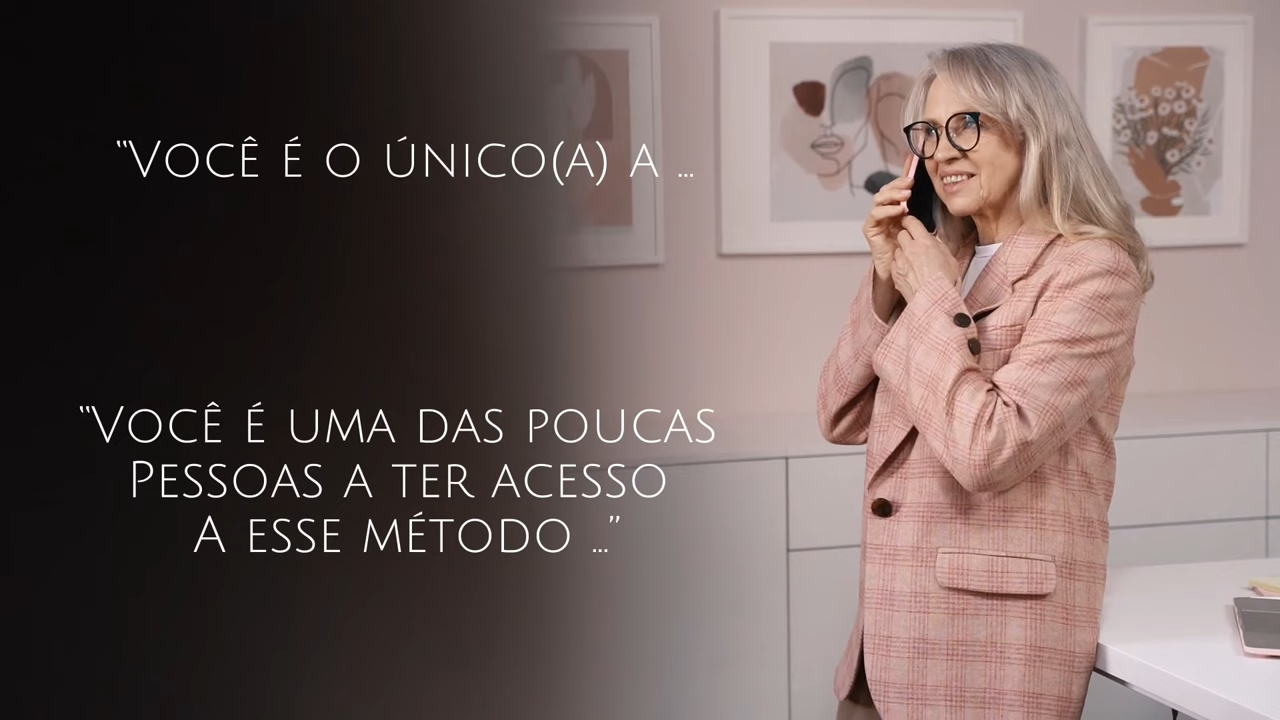 “Você é o único(a) a ...
“Você é uma das poucas
Pessoas a ter acesso
a esse método ...”